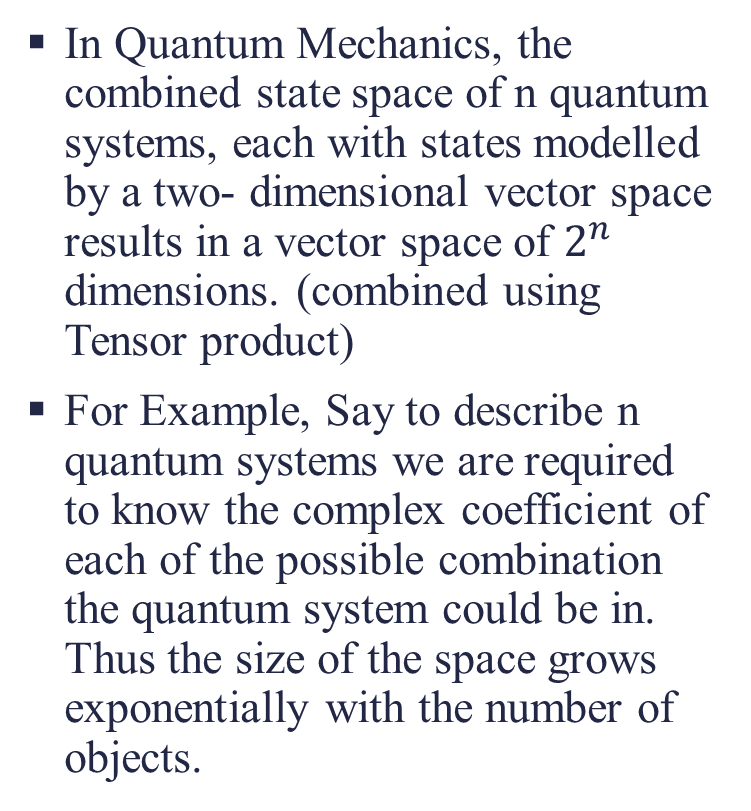 ▪ In Quantum Mechanics, the
combined state space of n quantum
systems, each with states modelled
by a two- dimensional vector space
results in a vector space of 2ⁿ
dimensions. (combined using
Tensor product)
▪ For Example, Say to describe n
quantum systems we are required
to know the complex coefficient of
each of the possible combination
the quantum system could be in.
Thus the size of the space grows
exponentially with the number of
objects.